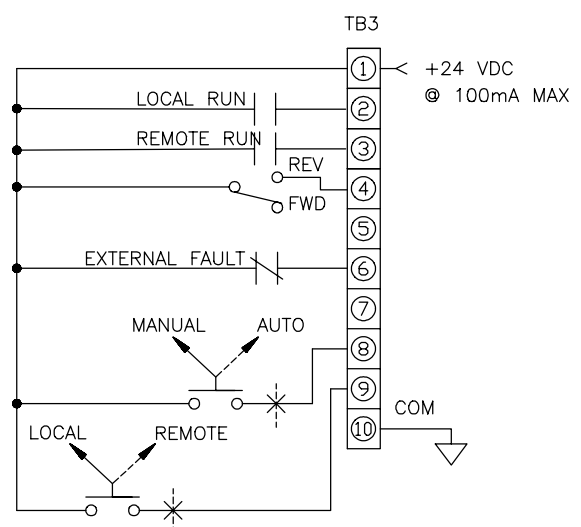 TB3
1
+24 VDC
@ 100mA MAX
LOCAL RUN
2
REMOTE RUN
3
REV
4
FWD
5
EXTERNAL FAULT
6
7
MANUAL
AUTO
8
9
COM
10
LOCAL
REMOTE